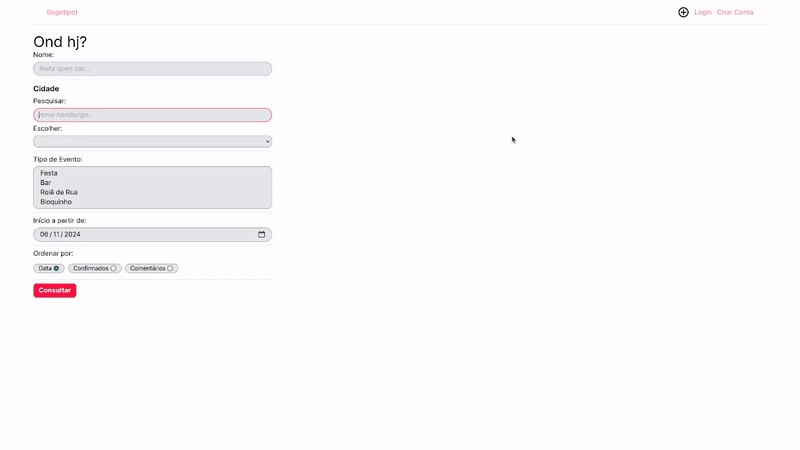 (logotipo)
Login Criar Conta
Ond hj?
Nome:
festa open bar...
Cidade
Pesquisar:
novo hamburgo...
Escolher:
Tipo de Evento:
Festa
Bar
Rolê de Rua
Bloquinho
Início a partir de:
06/11/2024
Ordenar por:
Data Confirmados Comentários
Consultar